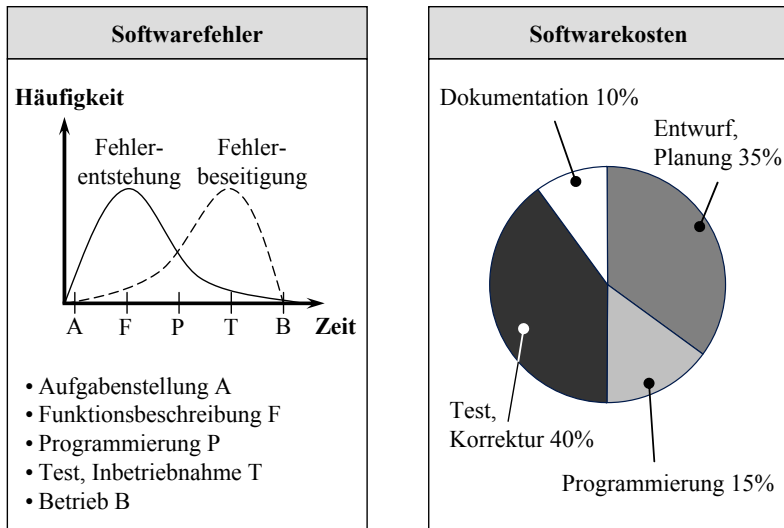 Softwarefehler
Häufigkeit
Fehler-
entstehung
Fehler-
beseitigung
A F P T B Zeit
• Aufgabenstellung A
• Funktionsbeschreibung F
• Programmierung P
• Test, Inbetriebnahme T
• Betrieb B
Softwarekosten
Dokumentation 10%
Entwurf,
Planung 35%
Test,
Korrektur 40%
Programmierung 15%